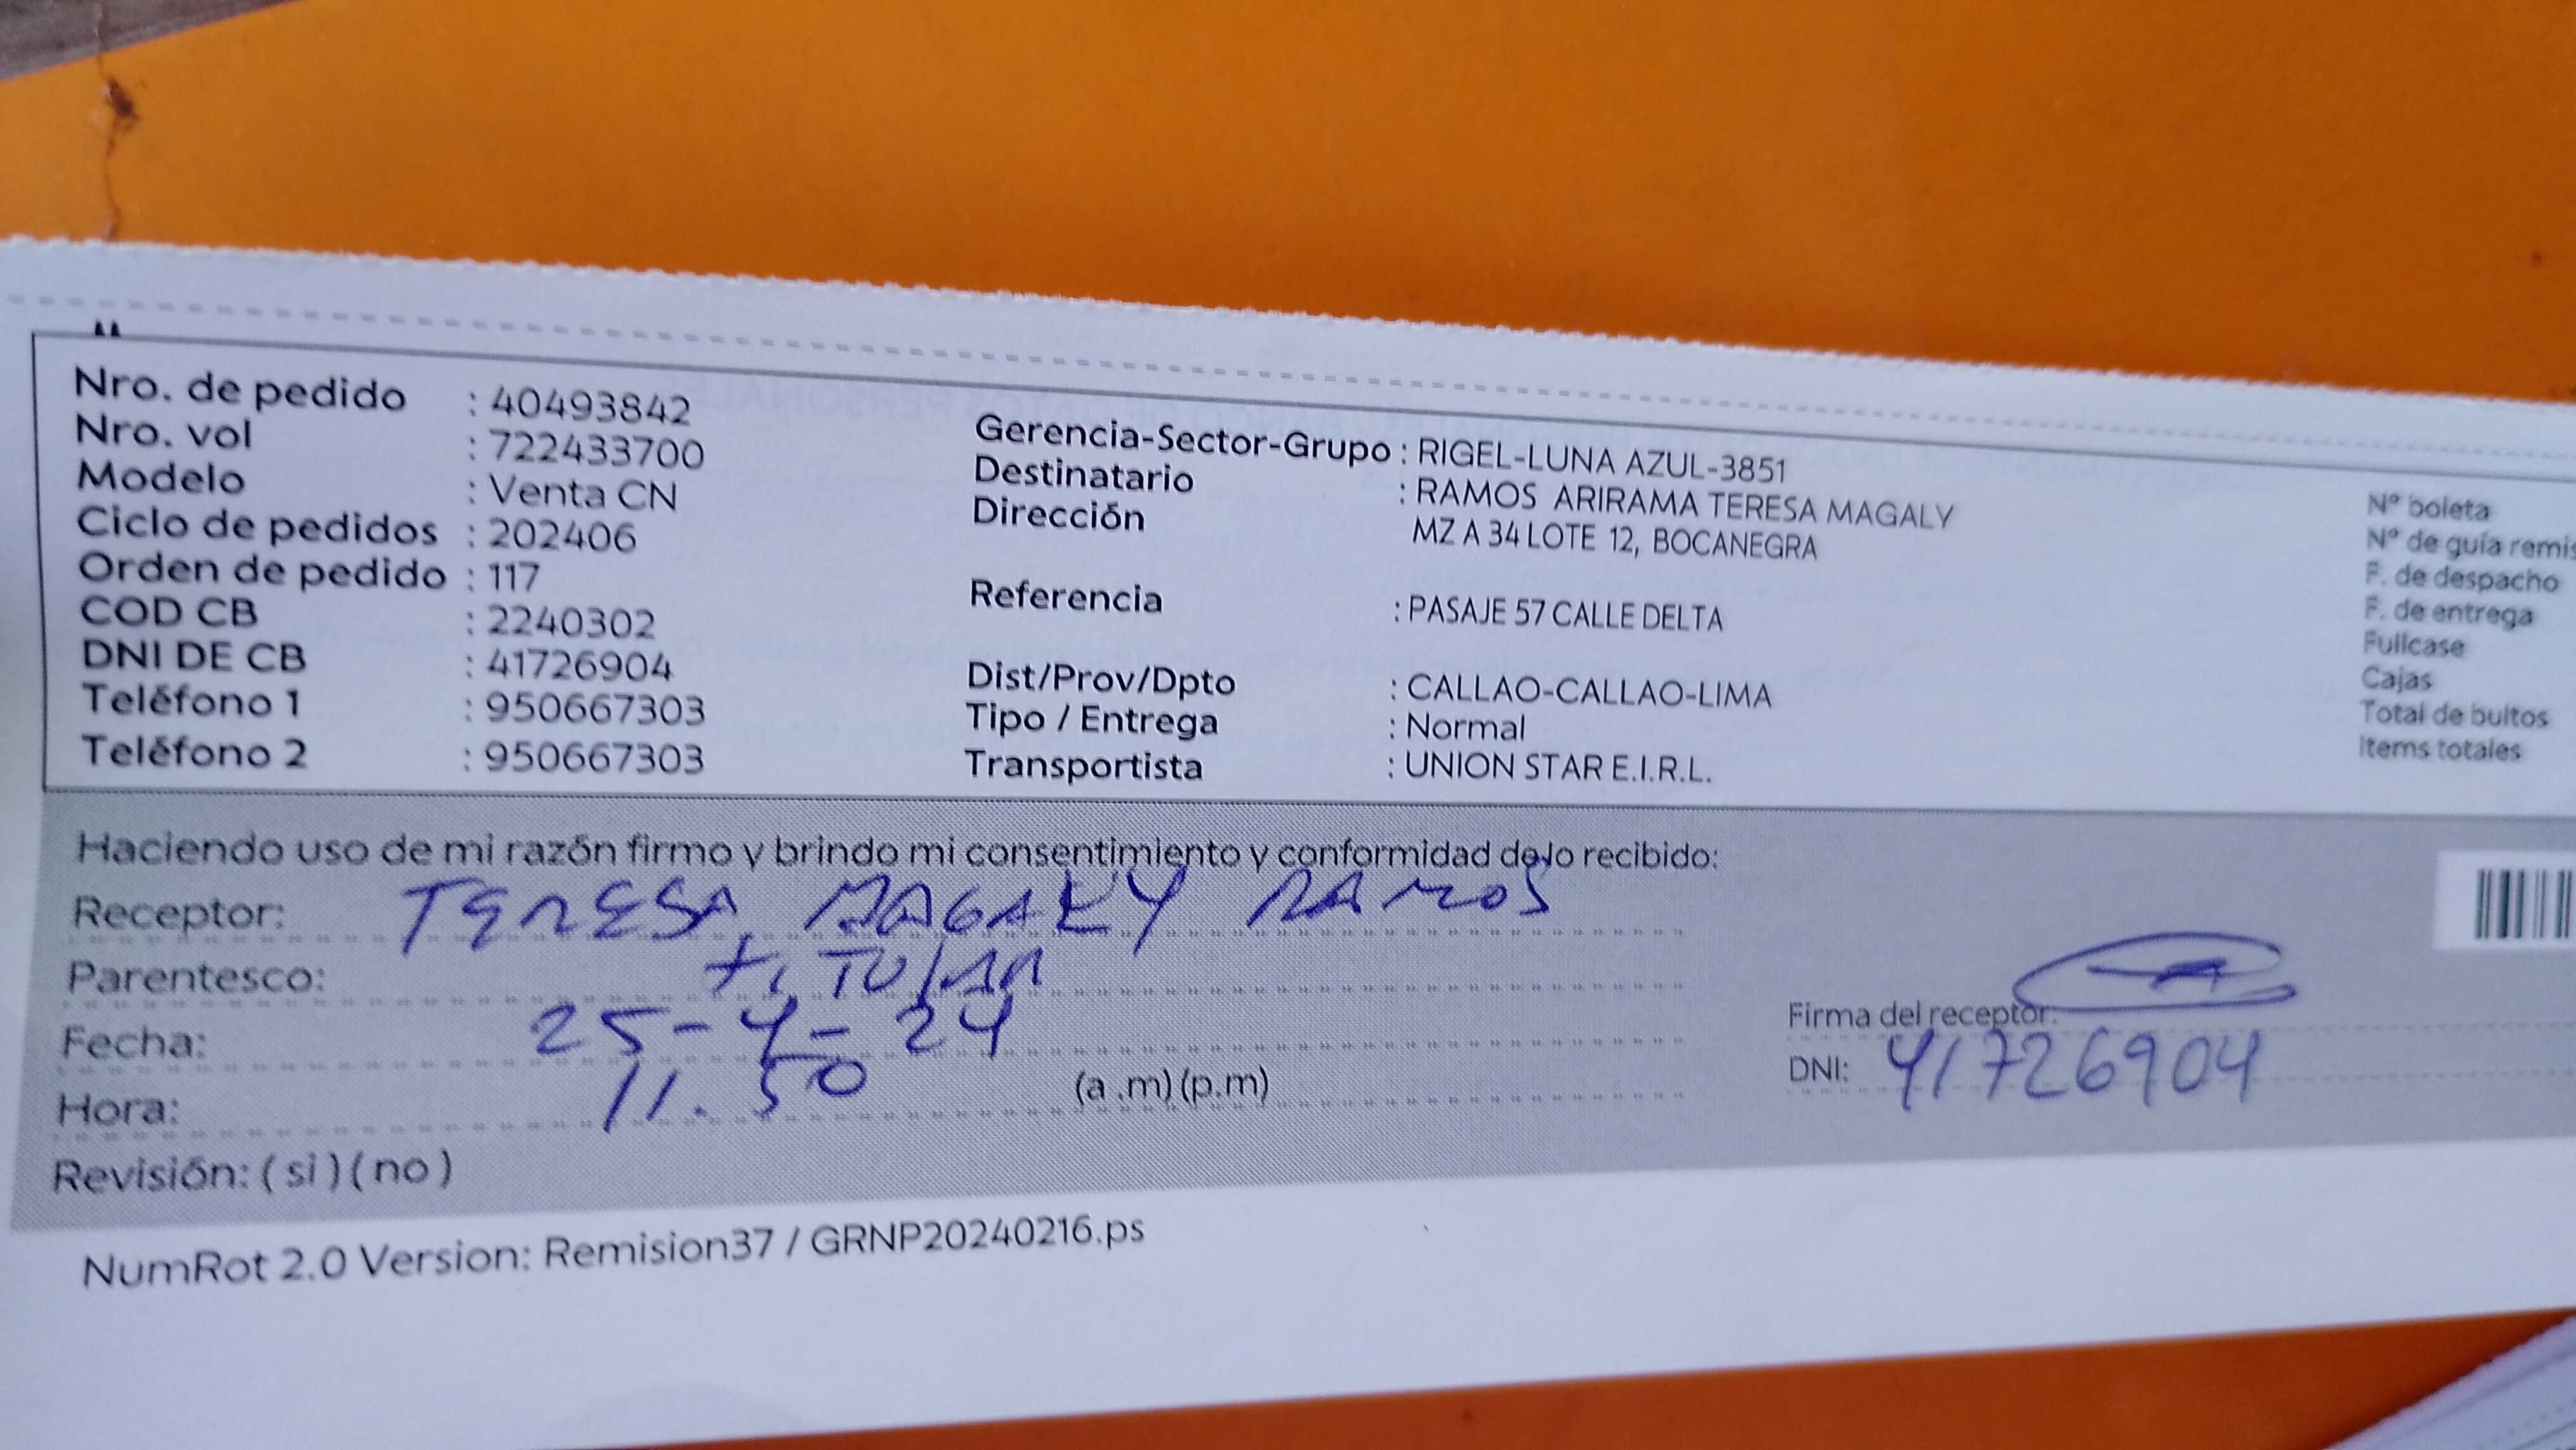 Nro. de pedido : 40493842
Nro. vol : 722433700
Modelo : Venta CN
Ciclo de pedidos : 202406
Orden de pedido : 117
COD CB : 2240302
DNI DE CB : 41726904
Teléfono 1 : 950667303
Teléfono 2 : 950667303
Gerencia-Sector-Grupo : RIGEL-LUNA AZUL-3851
Destinatario : RAMOS ARIRAMA TERESA MAGALY
Dirección MZ A 34 LOTE 12, BOCANEGRA
Referencia : PASAJE 57 CALLE DELTA
Dist/Prov/Dpto : CALLAO-CALLAO-LIMA
Tipo / Entrega : Normal
Transportista : UNION STAR E.I.R.L.
Nº boleta
Nº de guía remis
F. de despacho
F. de entrega
Fullcase
Cajas
Total de bultos
Items totales
Haciendo uso de mi razón firmo y brindo mi consentimiento y conformidad de lo recibido:
Receptor: TERESA MAGALY RAMOS
Parentesco: TiTulAR
Fecha: 25-4-24
Hora: 11.50 (a .m) (p.m)
Revisión: ( si ) ( no )
Firma del receptor:
DNI: 41726904
NumRot 2.0 Version: Remision37 / GRNP20240216.ps